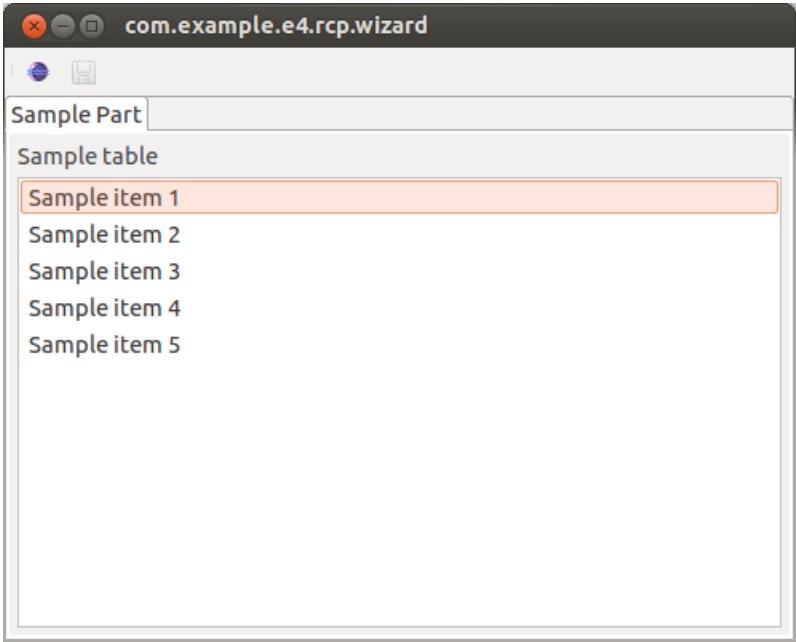 com.example.e4.rcp.wizard
Sample Part
Sample table
Sample item 1
Sample item 2
Sample item 3
Sample item 4
Sample item 5